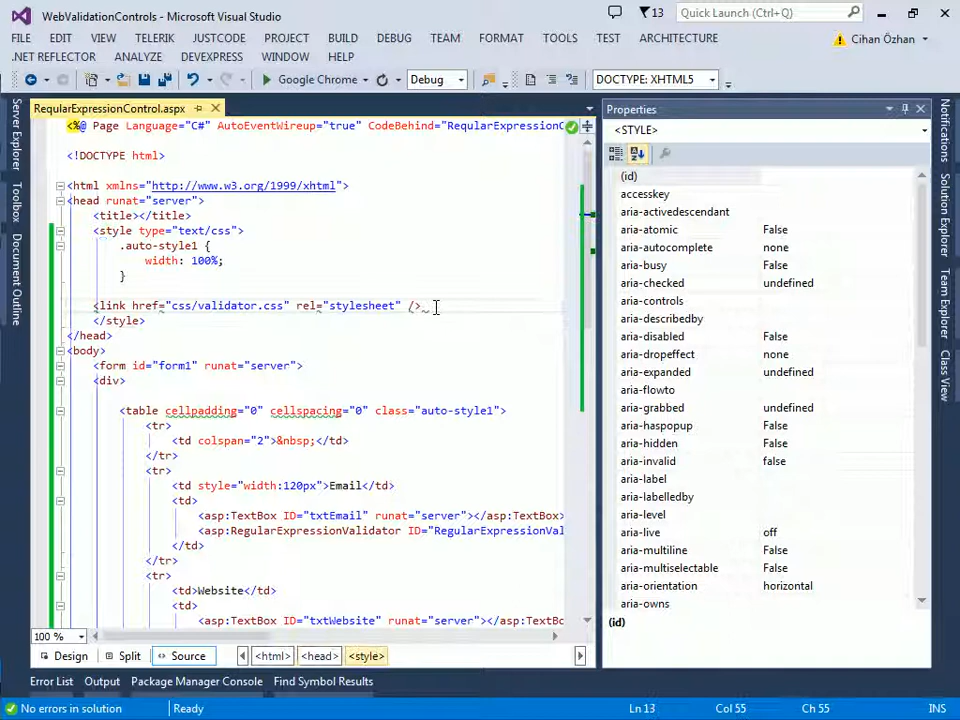 WebValidationControls - Microsoft Visual Studio
13
Quick Launch (Ctrl+Q)
FILE EDIT VIEW TELERIK JUSTCODE PROJECT BUILD DEBUG TEAM FORMAT TOOLS TEST ARCHITECTURE
Cihan Özhan
.NET REFLECTOR ANALYZE DEVEXPRESS WINDOW HELP
Google Chrome Debug DOCTYPE: XHTML5
Server Explorer
Toolbox
Document Outline
ReqularExpressionControl.aspx
<%@ Page Language="C#" AutoEventWireup="true" CodeBehind="ReqularExpressionC
<!DOCTYPE html>
<html xmlns="http://www.w3.org/1999/xhtml">
<head runat="server">
<title></title>
<style type="text/css">
.auto-style1 {
width: 100%;
}
<link href="css/validator.css" rel="stylesheet" />
</style>
</head>
<body>
<form id="form1" runat="server">
<div>
<table cellpadding="0" cellspacing="0" class="auto-style1">
<tr>
<td colspan="2">&nbsp;</td>
</tr>
<tr>
<td style="width:120px">Email</td>
<td>
<asp:TextBox ID="txtEmail" runat="server"></asp:TextBox>
<asp:RegularExpressionValidator ID="RegularExpressionVal
</td>
</tr>
<tr>
<td>Website</td>
<td>
<asp:TextBox ID="txtWebsite" runat="server"></asp:TextBo
100 %
Design Split Source <html> <head> <style>
Properties
<STYLE>
(id)
accesskey
aria-activedescendant
aria-atomic False
aria-autocomplete none
aria-busy False
aria-checked undefined
aria-controls
aria-describedby
aria-disabled False
aria-dropeffect none
aria-expanded undefined
aria-flowto
aria-grabbed undefined
aria-haspopup False
aria-hidden False
aria-invalid false
aria-label
aria-labelledby
aria-level
aria-live off
aria-multiline False
aria-multiselectable False
aria-orientation horizontal
aria-owns
(id)
Notifications
Solution Explorer
Team Explorer
Class View
Error List Output Package Manager Console Find Symbol Results
No errors in solution Ready Ln 13 Col 55 Ch 55 INS